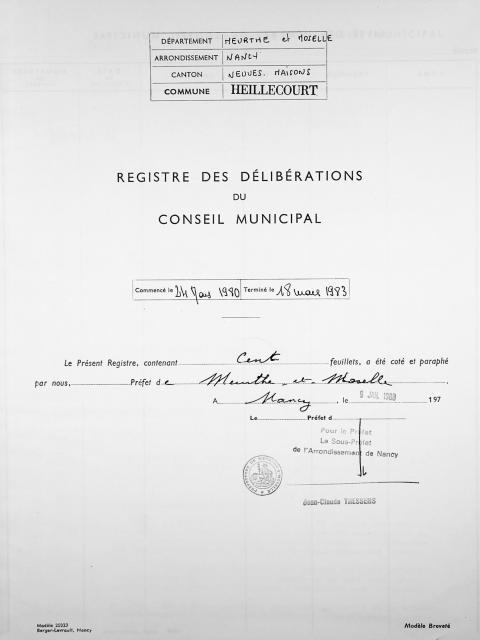 DÉPARTEMENT MEURTHE et MOSELLE
ARRONDISSEMENT NANCY
CANTON NEUVES. MAISONS
COMMUNE HEILLECOURT
REGISTRE DES DÉLIBÉRATIONS
DU
CONSEIL MUNICIPAL
Commencé le 24 Mars 1980 Terminé le 18 mars 1983
Le Présent Registre, contenant Cent feuillets, a été coté et paraphé
par nous, Préfet de Meurthe - et - Moselle
A Nancy, le 9 JUIL 1980 197
Le Préfet d
Pour le Préfet
Le Sous-Préfet
de l'Arrondissement de Nancy
Jean-Claude
Modèle
Berger-Levrault, Nancy
Modèle Breveté